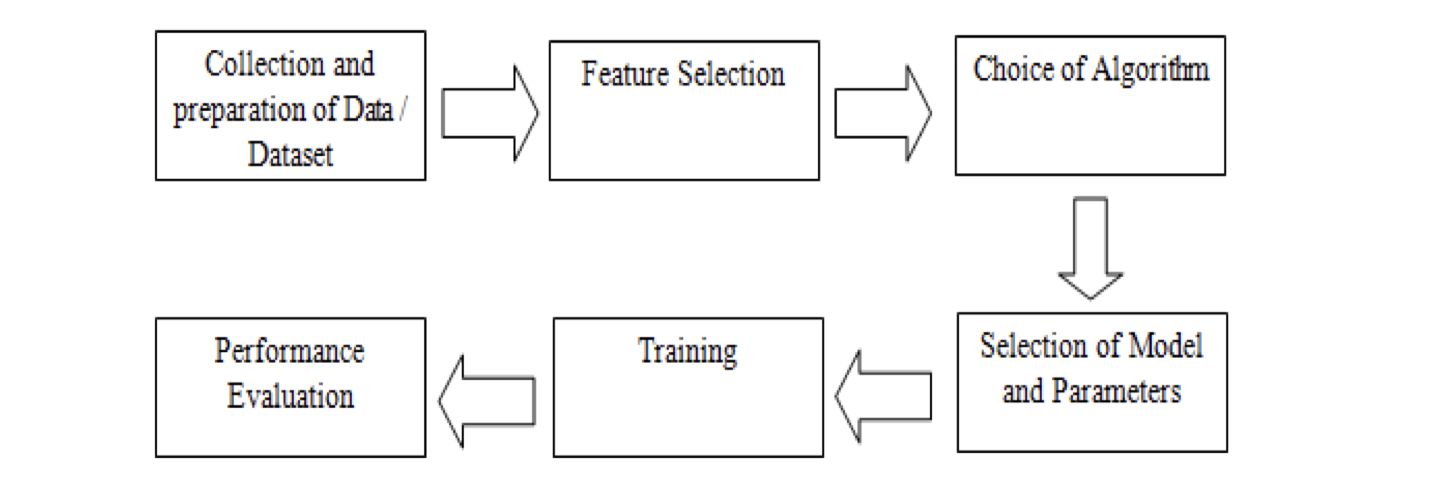 Collection and
preparation of Data /
Dataset
Feature Selection
Choice of Algorithm
Selection of Model
and Parameters
Training
Performance
Evaluation